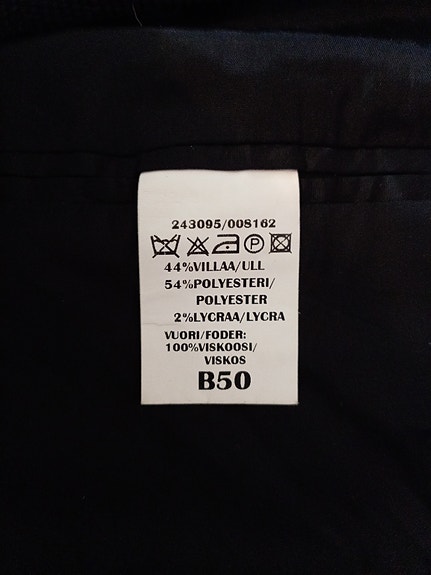 243095/008162
P
44%VILLAA/ULL
54%POLYESTERI/
POLYESTER
2%LYCRAA/LYCRA
VUORI/FODER:
100%VISKOOSI/
VISKOS
B50